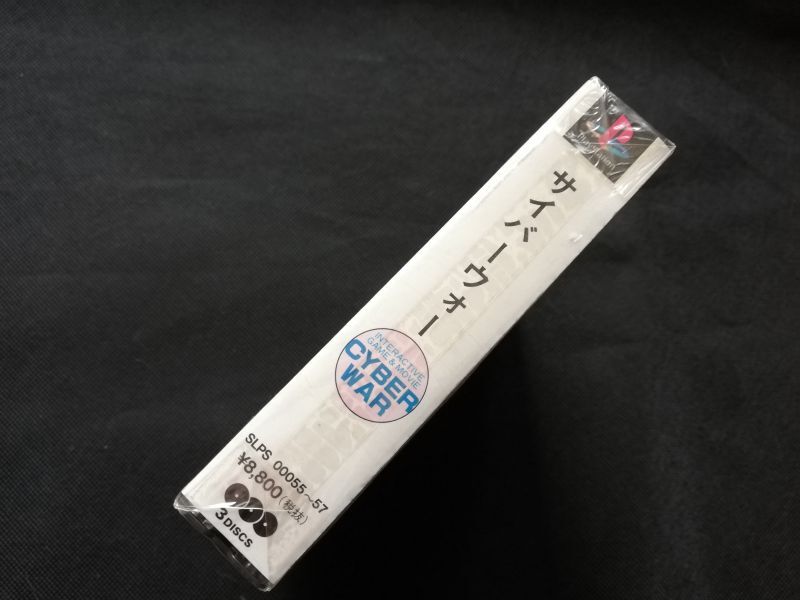 PlayStation
サイバーウォー
INTERACTIVE
GAME & MOVIE
CYBER
WAR
SLPS 00055～57
¥8,800(税抜)
3 DISCS